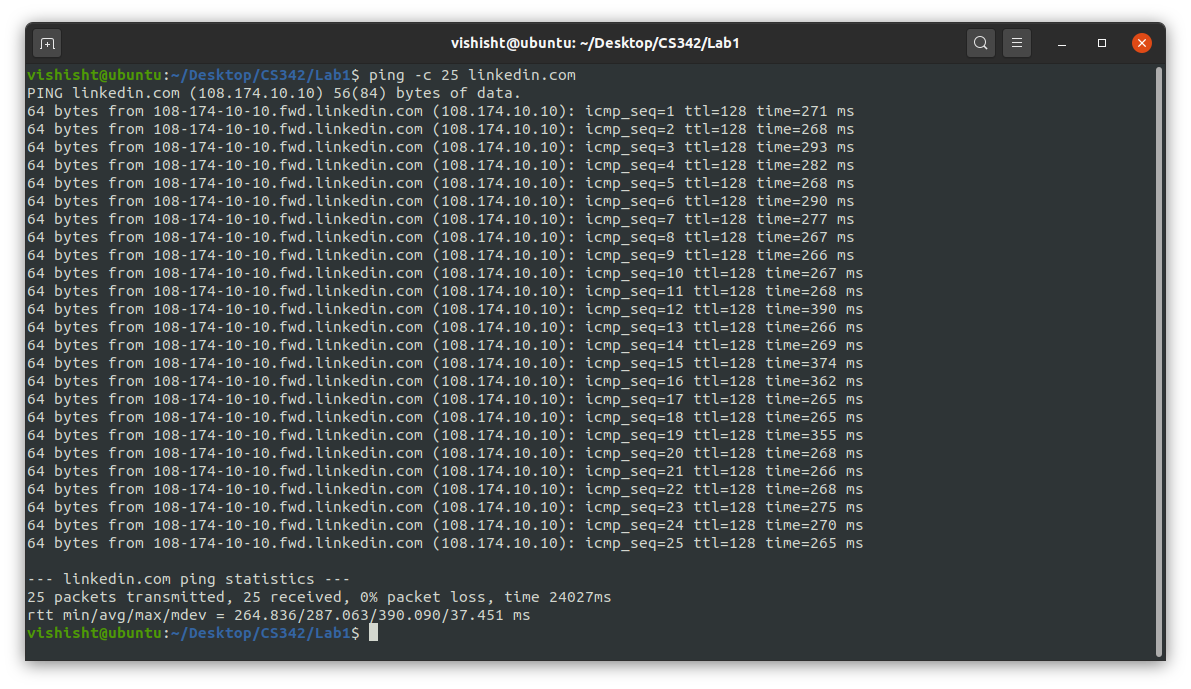 vishisht@ubuntu: ~/Desktop/CS342/Lab1
vishisht@ubuntu:~/Desktop/CS342/Lab1$ ping -c 25 linkedin.com
PING linkedin.com (108.174.10.10) 56(84) bytes of data.
64 bytes from 108-174-10-10.fwd.linkedin.com (108.174.10.10): icmp_seq=1 ttl=128 time=271 ms
64 bytes from 108-174-10-10.fwd.linkedin.com (108.174.10.10): icmp_seq=2 ttl=128 time=268 ms
64 bytes from 108-174-10-10.fwd.linkedin.com (108.174.10.10): icmp_seq=3 ttl=128 time=293 ms
64 bytes from 108-174-10-10.fwd.linkedin.com (108.174.10.10): icmp_seq=4 ttl=128 time=282 ms
64 bytes from 108-174-10-10.fwd.linkedin.com (108.174.10.10): icmp_seq=5 ttl=128 time=268 ms
64 bytes from 108-174-10-10.fwd.linkedin.com (108.174.10.10): icmp_seq=6 ttl=128 time=290 ms
64 bytes from 108-174-10-10.fwd.linkedin.com (108.174.10.10): icmp_seq=7 ttl=128 time=277 ms
64 bytes from 108-174-10-10.fwd.linkedin.com (108.174.10.10): icmp_seq=8 ttl=128 time=267 ms
64 bytes from 108-174-10-10.fwd.linkedin.com (108.174.10.10): icmp_seq=9 ttl=128 time=266 ms
64 bytes from 108-174-10-10.fwd.linkedin.com (108.174.10.10): icmp_seq=10 ttl=128 time=267 ms
64 bytes from 108-174-10-10.fwd.linkedin.com (108.174.10.10): icmp_seq=11 ttl=128 time=268 ms
64 bytes from 108-174-10-10.fwd.linkedin.com (108.174.10.10): icmp_seq=12 ttl=128 time=390 ms
64 bytes from 108-174-10-10.fwd.linkedin.com (108.174.10.10): icmp_seq=13 ttl=128 time=266 ms
64 bytes from 108-174-10-10.fwd.linkedin.com (108.174.10.10): icmp_seq=14 ttl=128 time=269 ms
64 bytes from 108-174-10-10.fwd.linkedin.com (108.174.10.10): icmp_seq=15 ttl=128 time=374 ms
64 bytes from 108-174-10-10.fwd.linkedin.com (108.174.10.10): icmp_seq=16 ttl=128 time=362 ms
64 bytes from 108-174-10-10.fwd.linkedin.com (108.174.10.10): icmp_seq=17 ttl=128 time=265 ms
64 bytes from 108-174-10-10.fwd.linkedin.com (108.174.10.10): icmp_seq=18 ttl=128 time=265 ms
64 bytes from 108-174-10-10.fwd.linkedin.com (108.174.10.10): icmp_seq=19 ttl=128 time=355 ms
64 bytes from 108-174-10-10.fwd.linkedin.com (108.174.10.10): icmp_seq=20 ttl=128 time=268 ms
64 bytes from 108-174-10-10.fwd.linkedin.com (108.174.10.10): icmp_seq=21 ttl=128 time=266 ms
64 bytes from 108-174-10-10.fwd.linkedin.com (108.174.10.10): icmp_seq=22 ttl=128 time=268 ms
64 bytes from 108-174-10-10.fwd.linkedin.com (108.174.10.10): icmp_seq=23 ttl=128 time=275 ms
64 bytes from 108-174-10-10.fwd.linkedin.com (108.174.10.10): icmp_seq=24 ttl=128 time=270 ms
64 bytes from 108-174-10-10.fwd.linkedin.com (108.174.10.10): icmp_seq=25 ttl=128 time=265 ms
--- linkedin.com ping statistics ---
25 packets transmitted, 25 received, 0% packet loss, time 24027ms
rtt min/avg/max/mdev = 264.836/287.063/390.090/37.451 ms
vishisht@ubuntu:~/Desktop/CS342/Lab1$